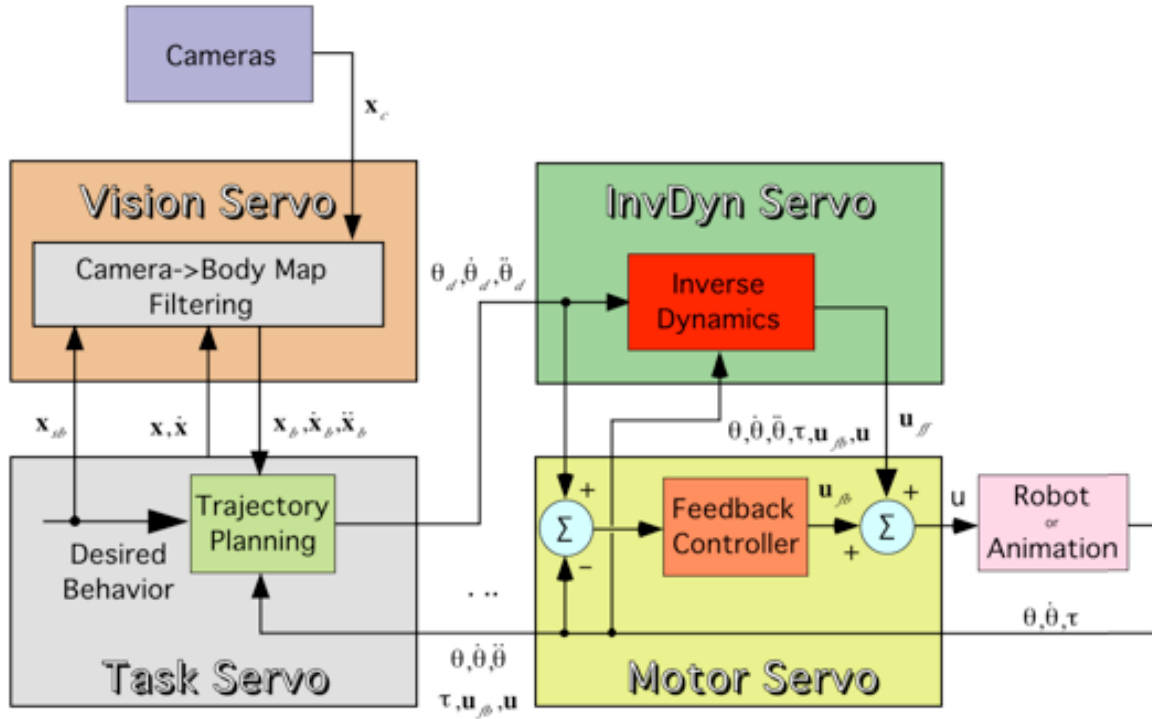 Cameras
x_c
Vision Servo
InvDyn Servo
Camera->Body Map
Filtering
θ_d,θ̇_d,θ̈_d
Inverse
Dynamics
x_sb
x,ẋ
x_b,ẋ_b,ẍ_b
θ,θ̇,θ̈,τ,u_fb,u
u_ff
Trajectory
Planning
+
Σ
−
Feedback
Controller
u_fb
+
+
Σ
u
Robot
or
Animation
Desired
Behavior
. ..
θ,θ̇,θ̈
τ,u_fb,u
θ,θ̇,τ
Task Servo
Motor Servo